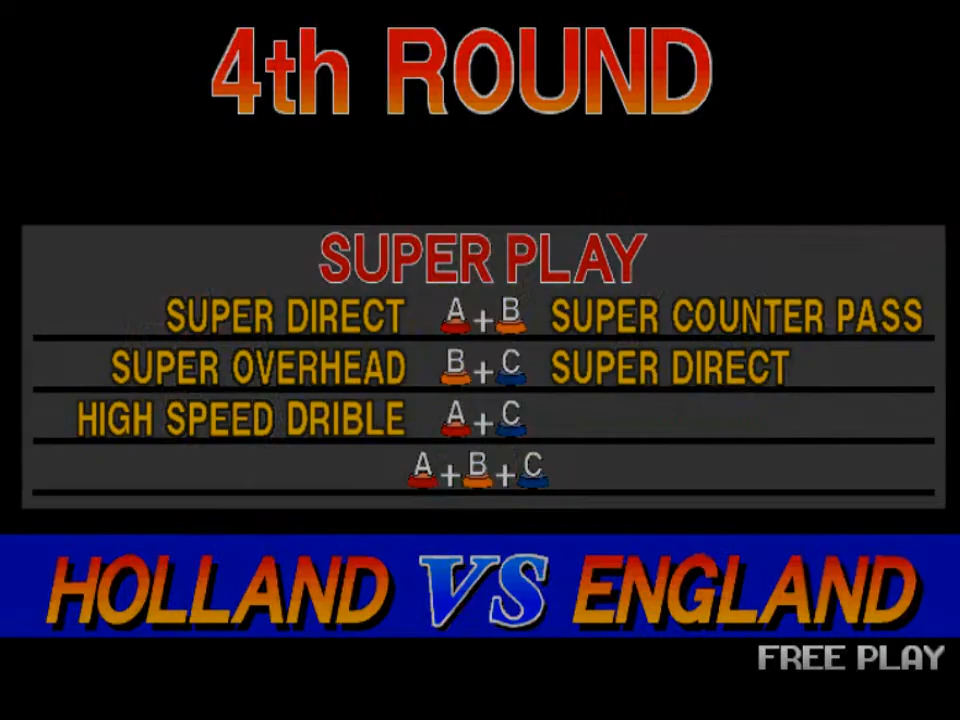 4th ROUND
SUPER PLAY
SUPER DIRECT A+B SUPER COUNTER PASS
SUPER OVERHEAD B+C SUPER DIRECT
HIGH SPEED DRIBLE A+C
A+B+C
HOLLAND VS ENGLAND
FREE PLAY